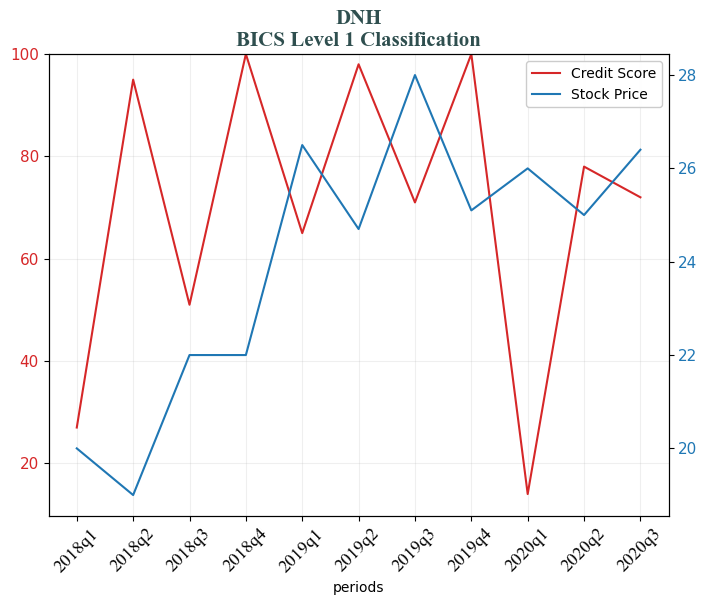 DNH
BICS Level 1 Classification
Credit Score
Stock Price
100
80
60
40
20
28
26
24
22
20
2018q1
2018q2
2018q3
2018q4
2019q1
2019q2
2019q3
2019q4
2020q1
2020q2
2020q3
periods